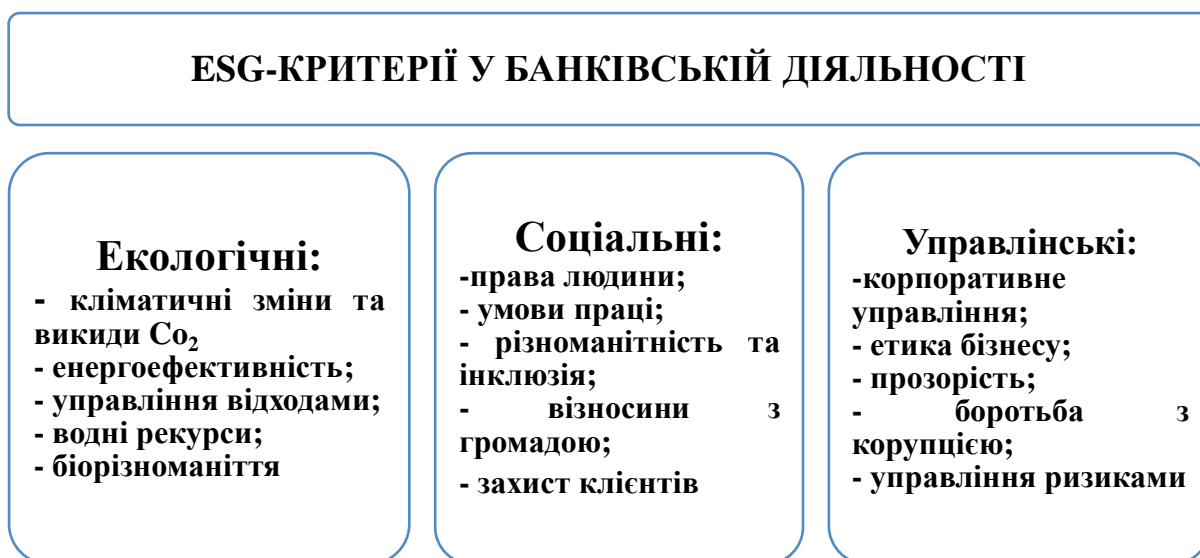 ESG-КРИТЕРІЇ У БАНКІВСЬКІЙ ДІЯЛЬНОСТІ
Екологічні:
- кліматичні зміни та
викиди Co₂
- енергоефективність;
- управління відходами;
- водні рекурси;
- біорізноманіття
Соціальні:
-права людини;
- умови праці;
- різноманітність та
інклюзія;
- візносини з
громадою;
- захист клієнтів
Управлінські:
-корпоративне
управління;
- етика бізнесу;
- прозорість;
- боротьба з
корупцією;
- управління ризиками